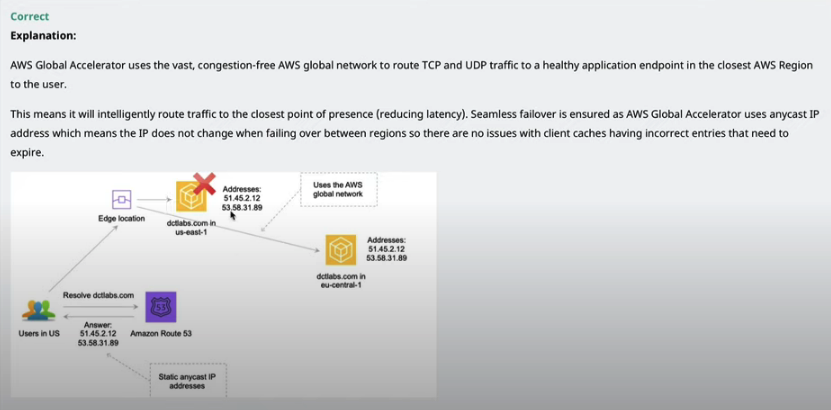 Correct
Explanation:
AWS Global Accelerator uses the vast, congestion-free AWS global network to route TCP and UDP traffic to a healthy application endpoint in the closest AWS Region
to the user.
This means it will intelligently route traffic to the closest point of presence (reducing latency). Seamless failover is ensured as AWS Global Accelerator uses anycast IP
address which means the IP does not change when failing over between regions so there are no issues with client caches having incorrect entries that need to
expire.
Edge location
dctlabs.com in
us-east-1
Addresses:
51.45.2.12
53.58.31.89
Uses the AWS
global network
Addresses:
51.45.2.12
53.58.31.89
dctlabs.com in
eu-central-1
Resolve dctlabs.com
53
Users in US
Answer:
51.45.2.12
53.58.31.89
Amazon Route 53
Static anycast IP
addresses